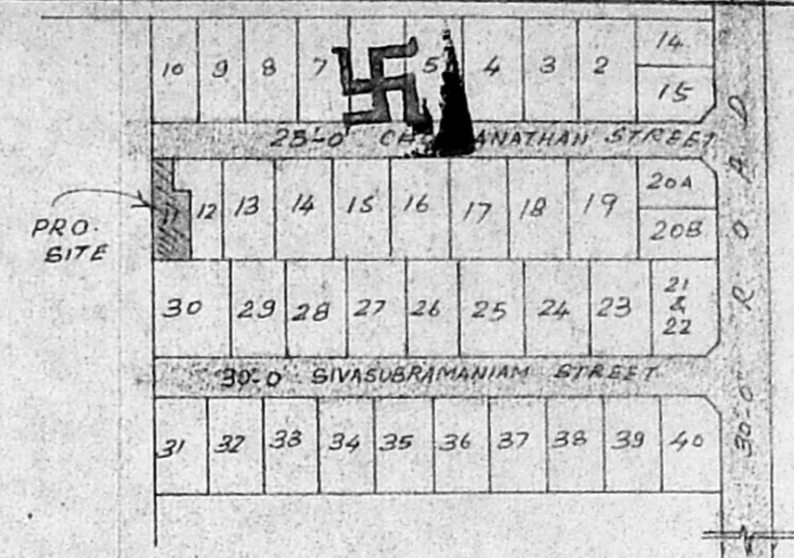 10 9 8 7 5 4 3 2 14
15
23'-0" ANATHAN STREET
PRO.
SITE
11 12 13 14 15 16 17 18 19 20A
20B
30 29 28 27 26 25 24 23 21
&
22
30'-0" SIVASUBRAMANIAM STREET
31 32 33 34 35 36 37 38 39 40
30'-0" ROAD